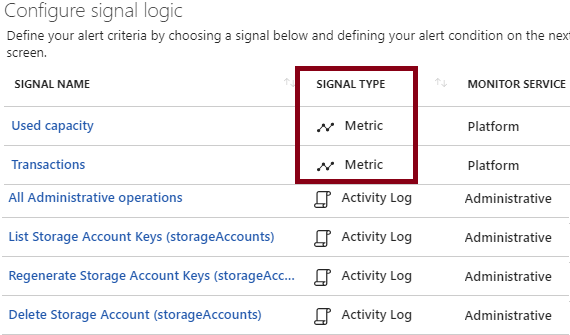 Configure signal logic
Define your alert criteria by choosing a signal below and defining your alert condition on the next
screen.
SIGNAL NAME SIGNAL TYPE MONITOR SERVICE
Used capacity Metric Platform
Transactions Metric Platform
All Administrative operations Activity Log Administrative
List Storage Account Keys (storageAccounts) Activity Log Administrative
Regenerate Storage Account Keys (storageAcc... Activity Log Administrative
Delete Storage Account (storageAccounts) Activity Log Administrative